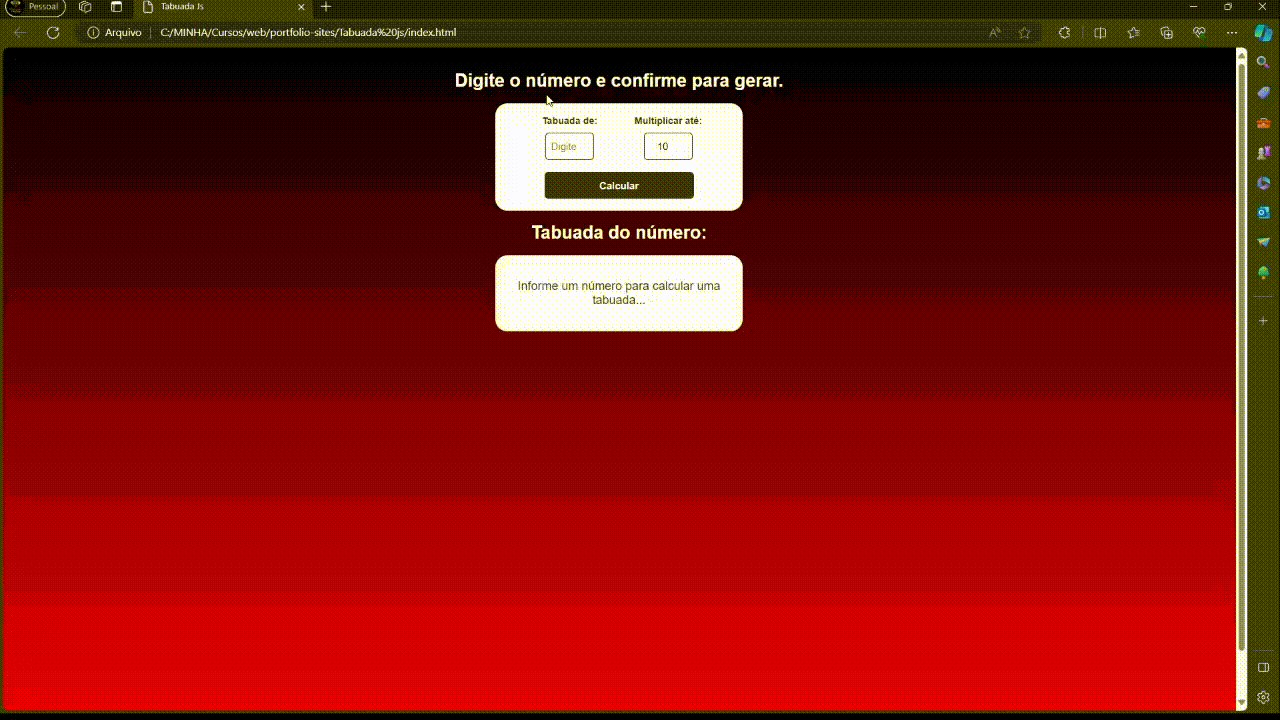 Pessoal
Tabuada Js
Arquivo
C:/MINHA/Cursos/web/portfolio-sites/Tabuada%20js/index.html
Digite o número e confirme para gerar.
Tabuada de:
Multiplicar até:
Digite
10
Calcular
Tabuada do número:
Informe um número para calcular uma
tabuada...